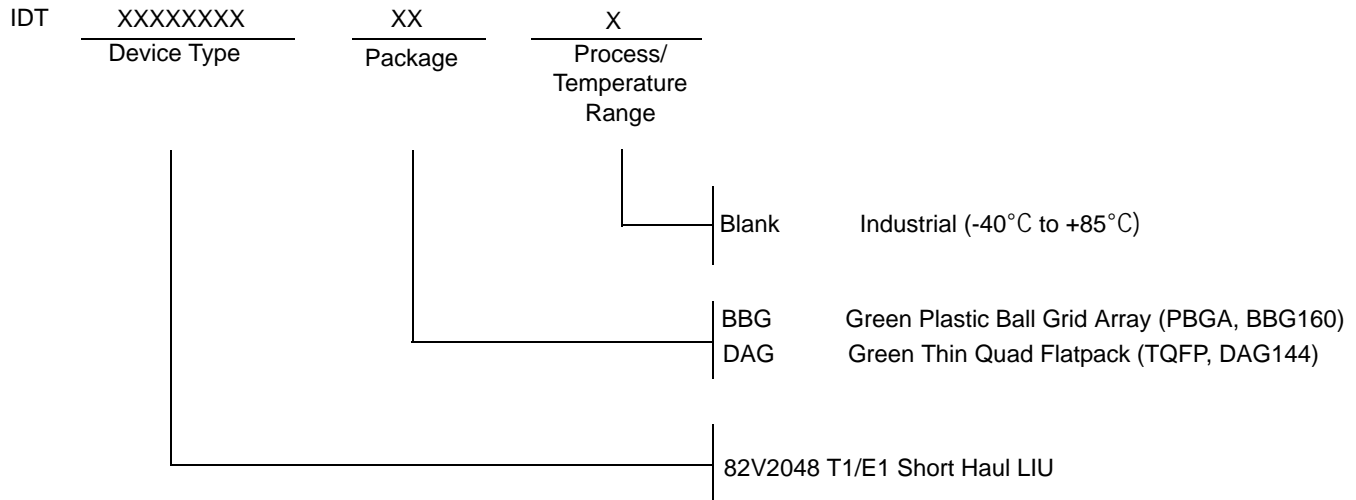 IDT XXXXXXXX XX X
Device Type Package Process/
Temperature
Range
Blank Industrial (-40°C to +85°C)
BBG Green Plastic Ball Grid Array (PBGA, BBG160)
DAG Green Thin Quad Flatpack (TQFP, DAG144)
82V2048 T1/E1 Short Haul LIU